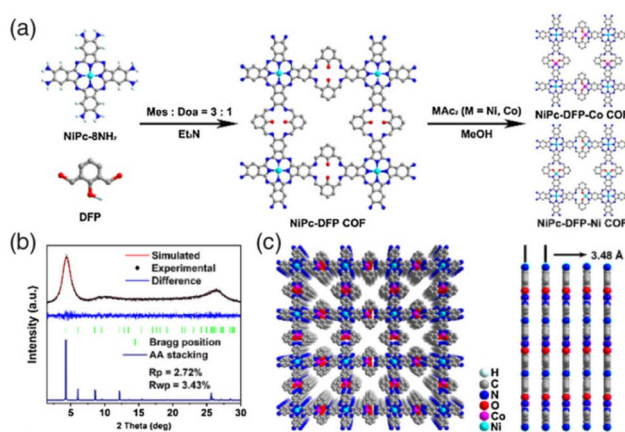 (a)
NiPc-8NH₂
DFP
Mes : Doa = 3 : 1
Et₃N
NiPc-DFP COF
MAc₂ (M = Ni, Co)
MeOH
NiPc-DFP-Co COF
NiPc-DFP-Ni COF
(b)
Simulated
Experimental
Difference
Bragg position
AA stacking
Rp = 2.72%
Rwp = 3.43%
Intensity (a.u.)
0 5 10 15 20 25 30
2 Theta (deg)
(c)
3.48 Å
H
C
N
O
Co
Ni